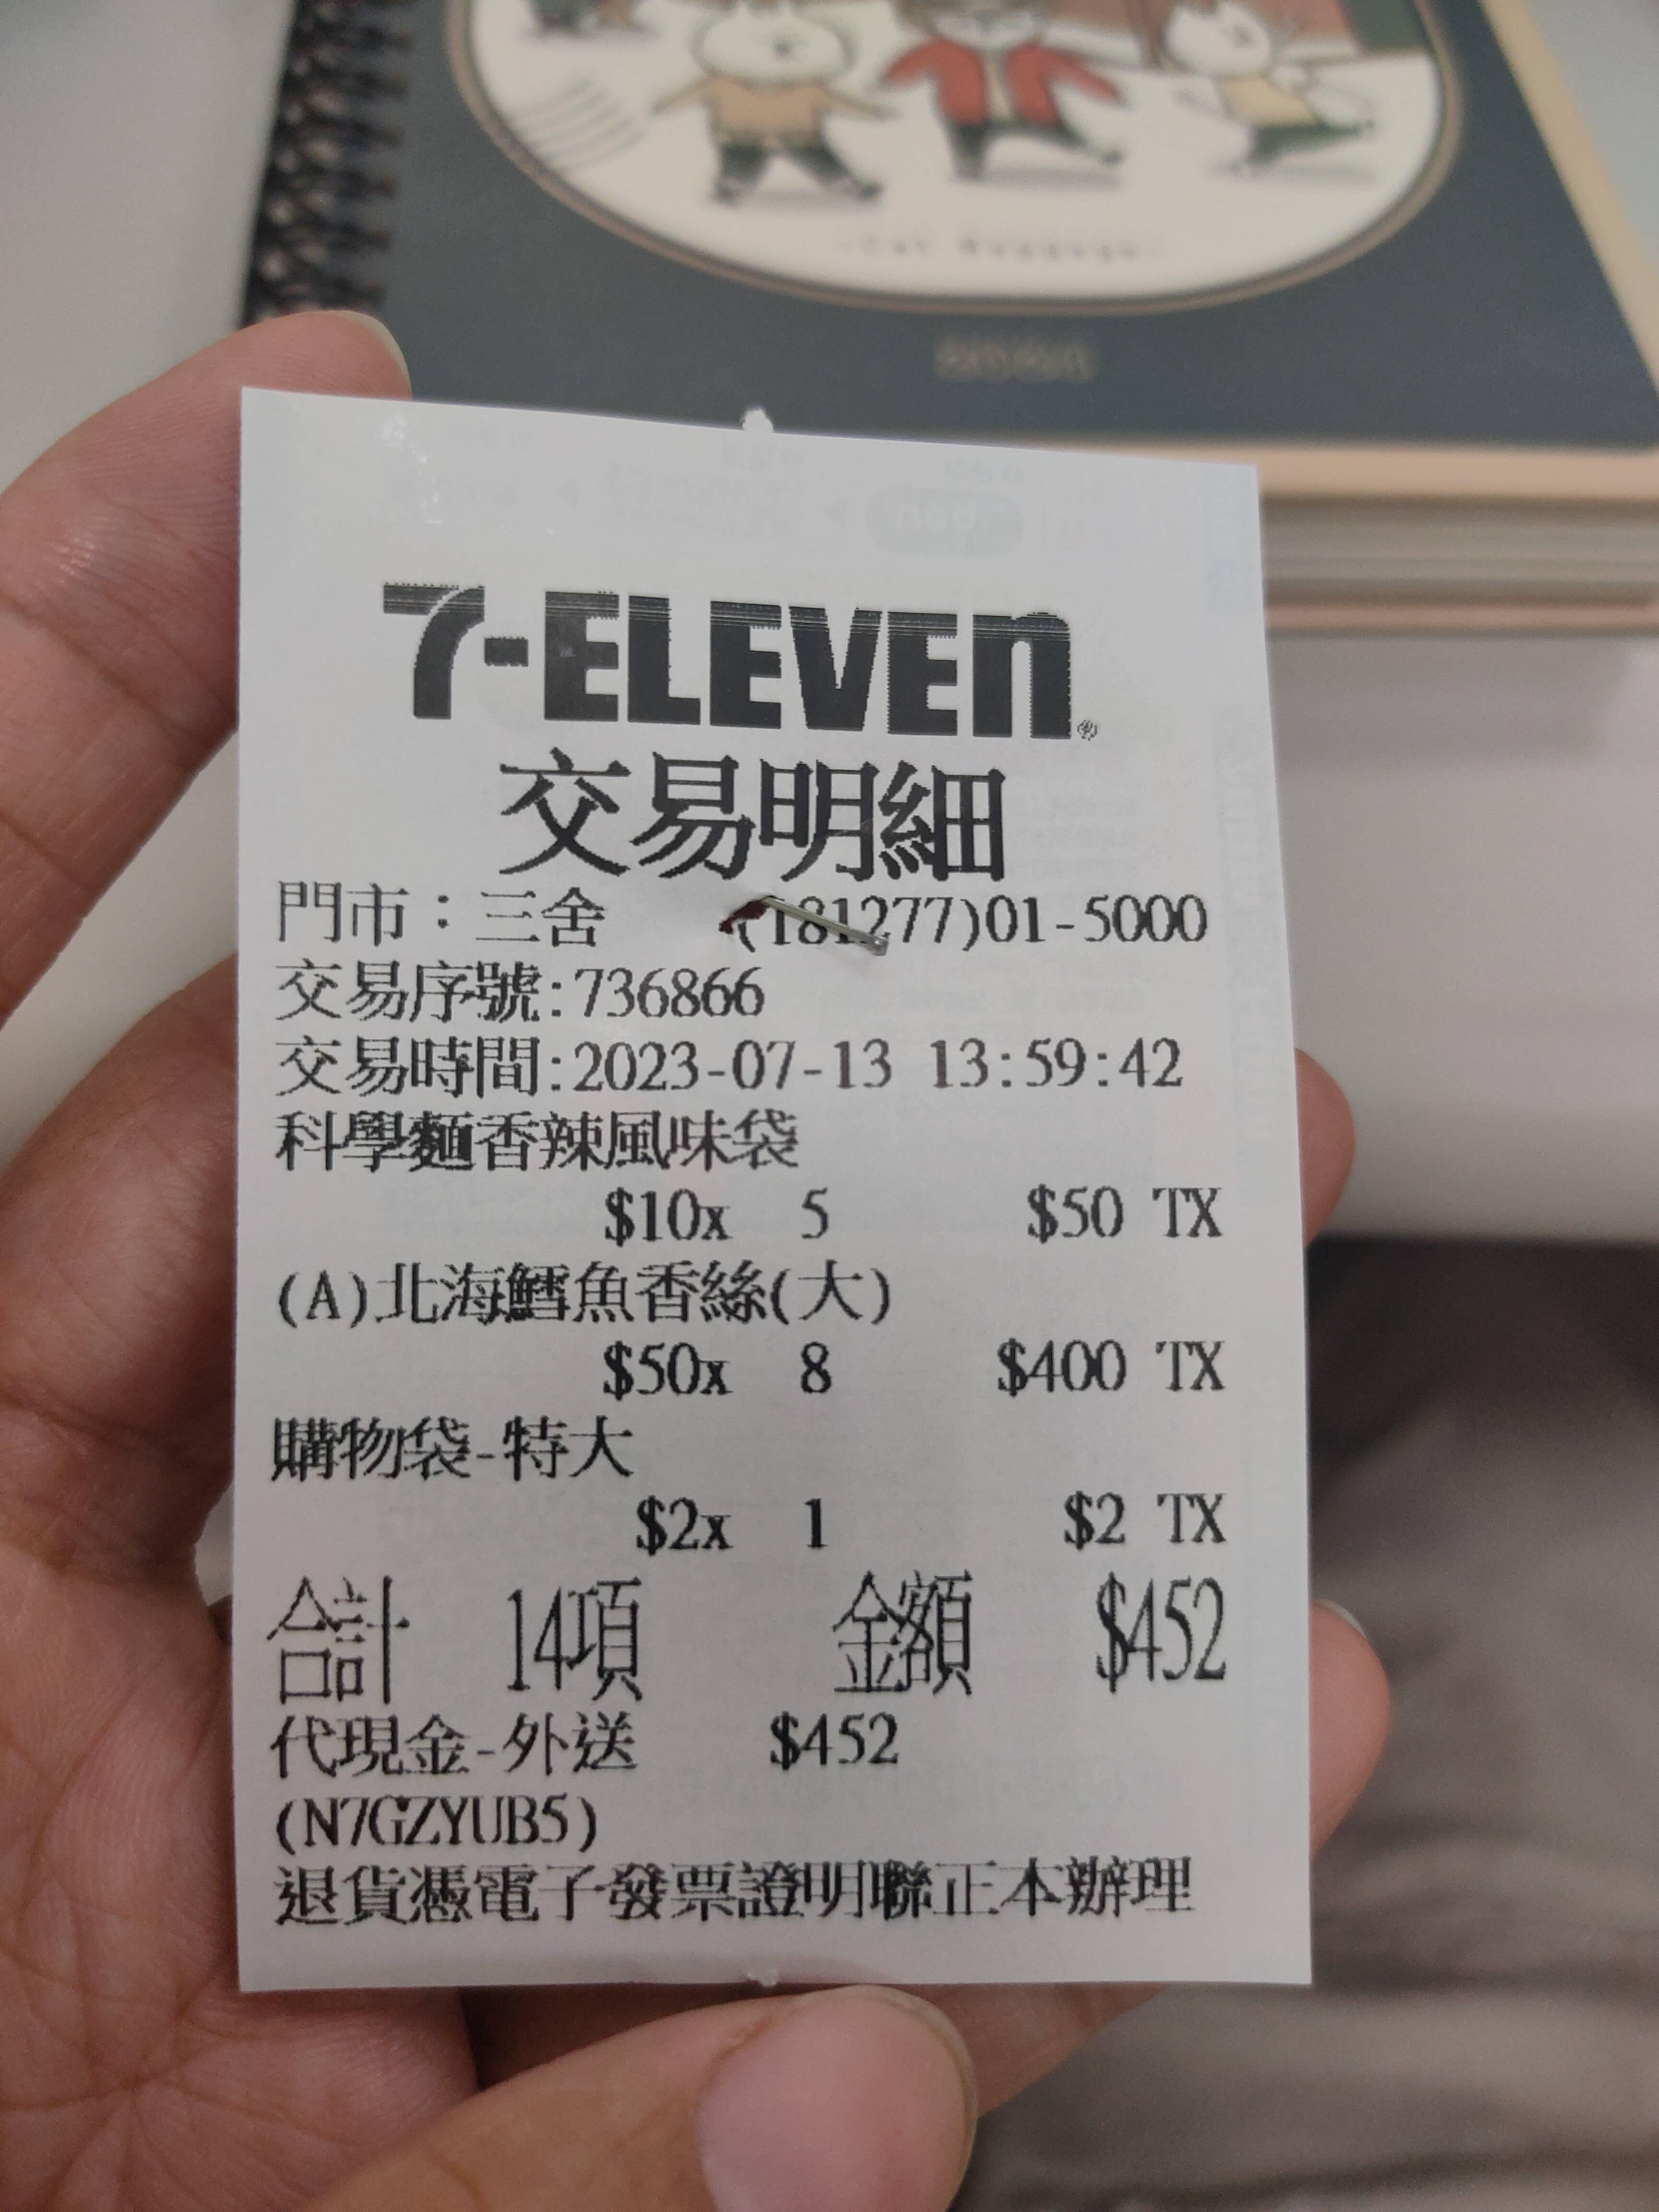 7-ELEVEn®
交易明細
門市：三舍 (181277)01-5000
交易序號:736866
交易時間:2023-07-13 13:59:42
科學麵香辣風味袋
$10x 5 $50 TX
(A)北海鱈魚香絲(大)
$50x 8 $400 TX
購物袋-特大
$2x 1 $2 TX
合計 14項 金額 $452
代現金-外送 $452
(N7GZYUB5)
退貨憑電子發票證明聯正本辦理